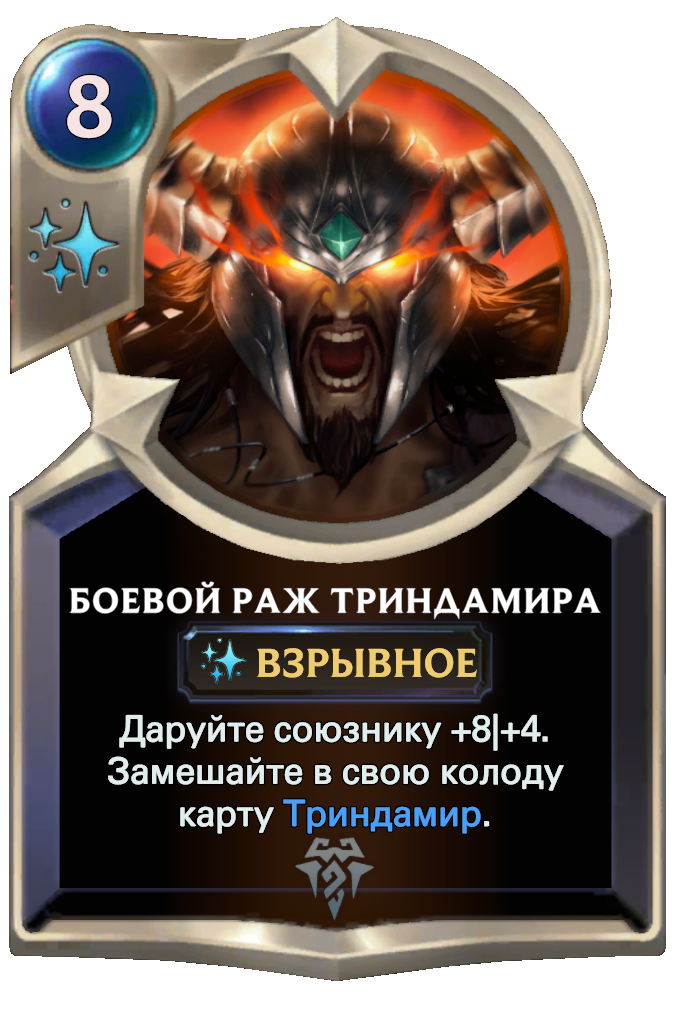 8
БОЕВОЙ РАЖ ТРИНДАМИРА
ВЗРЫВНОЕ
Даруйте союзнику +8|+4.
Замешайте в свою колоду
карту Триндамир.